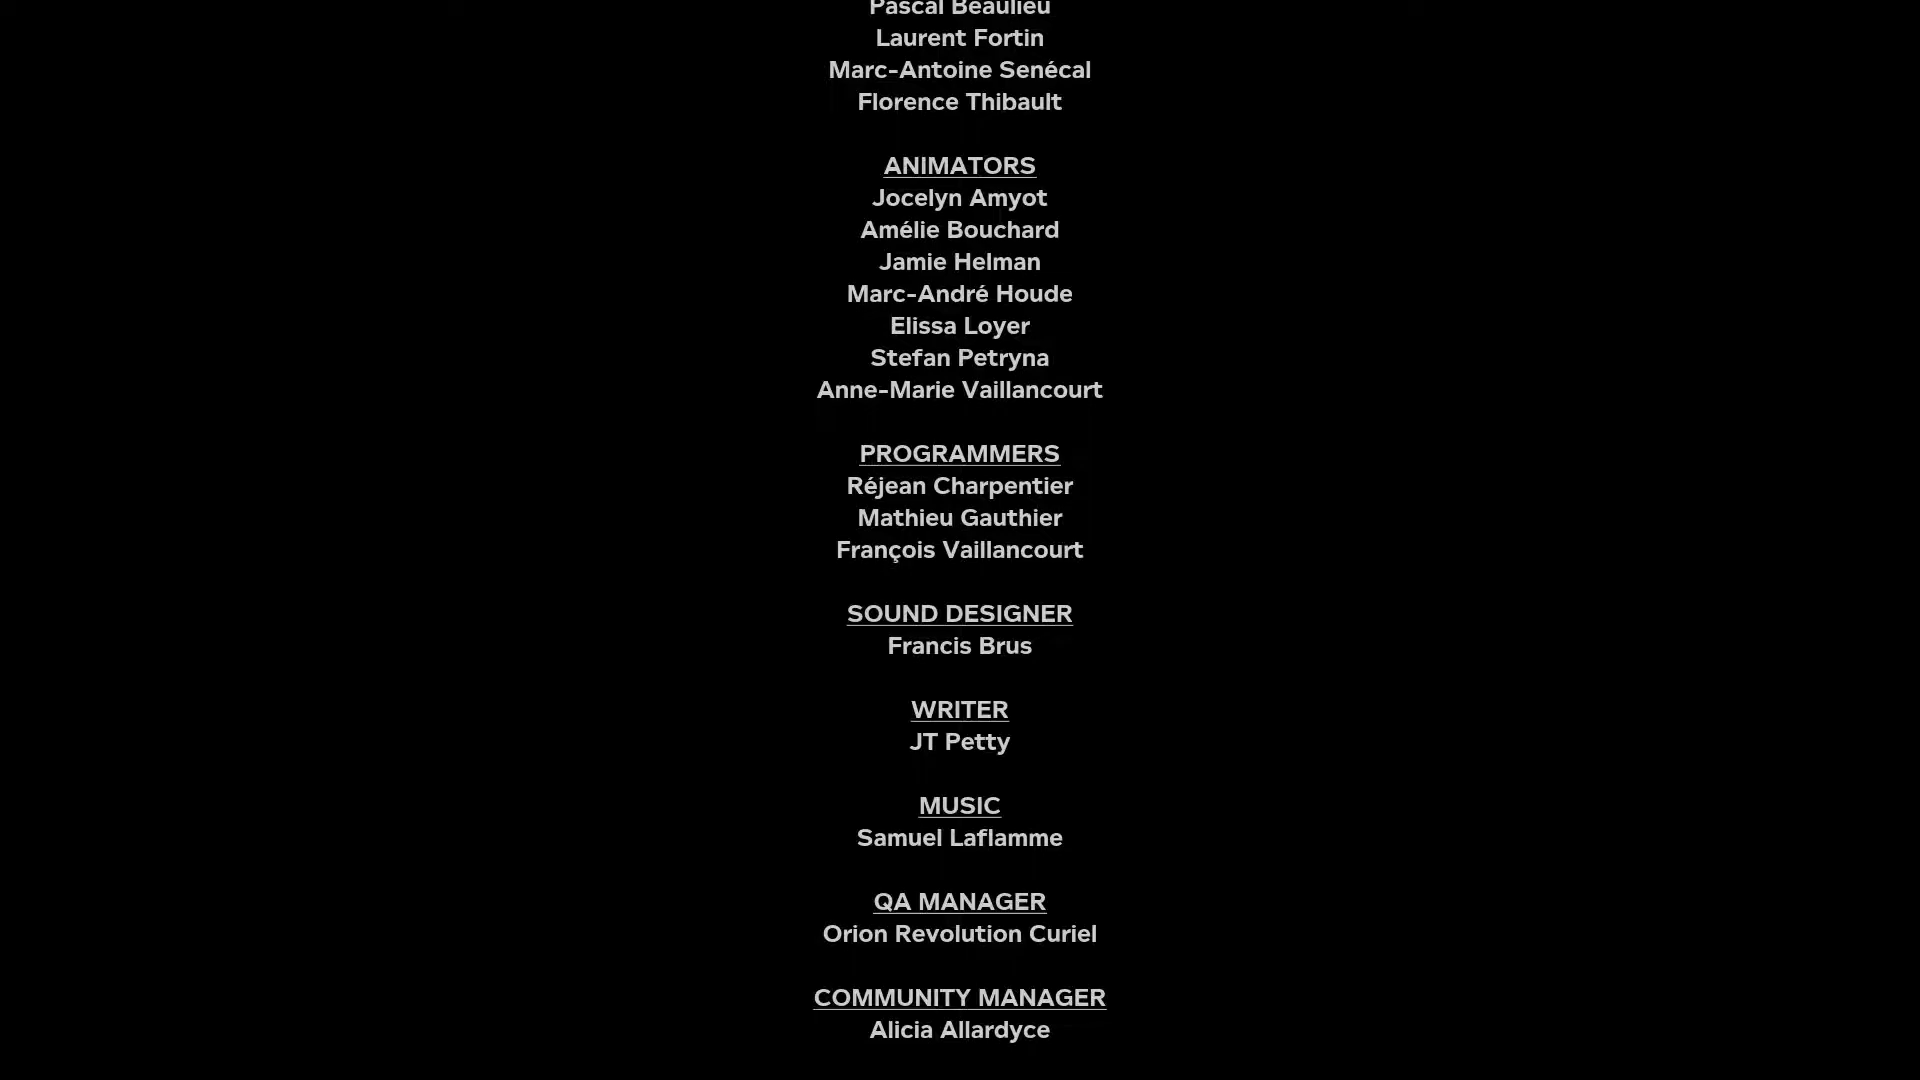 Pascal Beaulieu
Laurent Fortin
Marc-Antoine Senécal
Florence Thibault
ANIMATORS
Jocelyn Amyot
Amélie Bouchard
Jamie Helman
Marc-André Houde
Elissa Loyer
Stefan Petryna
Anne-Marie Vaillancourt
PROGRAMMERS
Réjean Charpentier
Mathieu Gauthier
François Vaillancourt
SOUND DESIGNER
Francis Brus
WRITER
JT Petty
MUSIC
Samuel Laflamme
QA MANAGER
Orion Revolution Curiel
COMMUNITY MANAGER
Alicia Allardyce